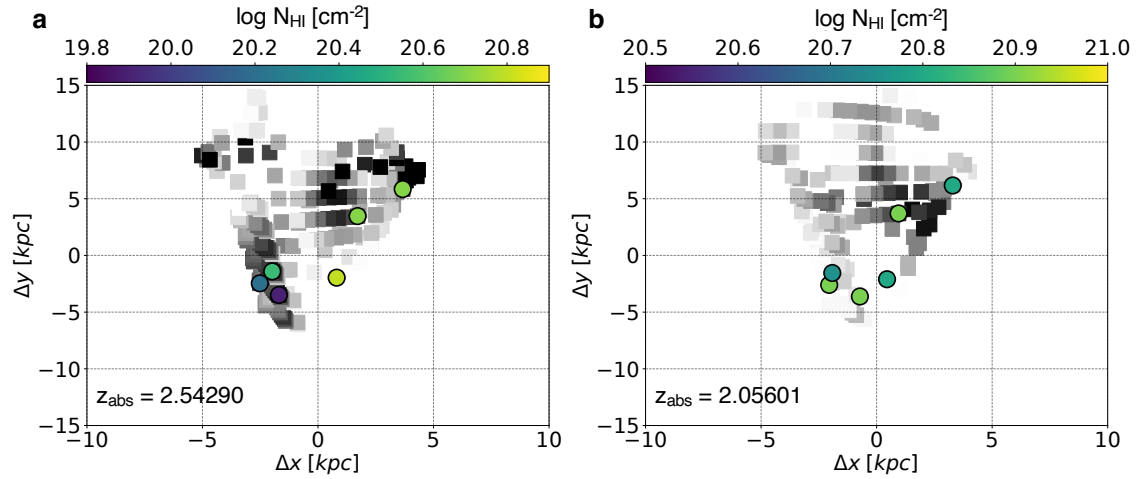 a
log N_HI [cm^-2]
19.8 20.0 20.2 20.4 20.6 20.8
15
10
5
0
−5
−10
−15
Δy [kpc]
z_abs = 2.54290
−10 −5 0 5 10
Δx [kpc]
b
log N_HI [cm^-2]
20.5 20.6 20.7 20.8 20.9 21.0
15
10
5
0
−5
−10
−15
Δy [kpc]
z_abs = 2.05601
−10 −5 0 5 10
Δx [kpc]